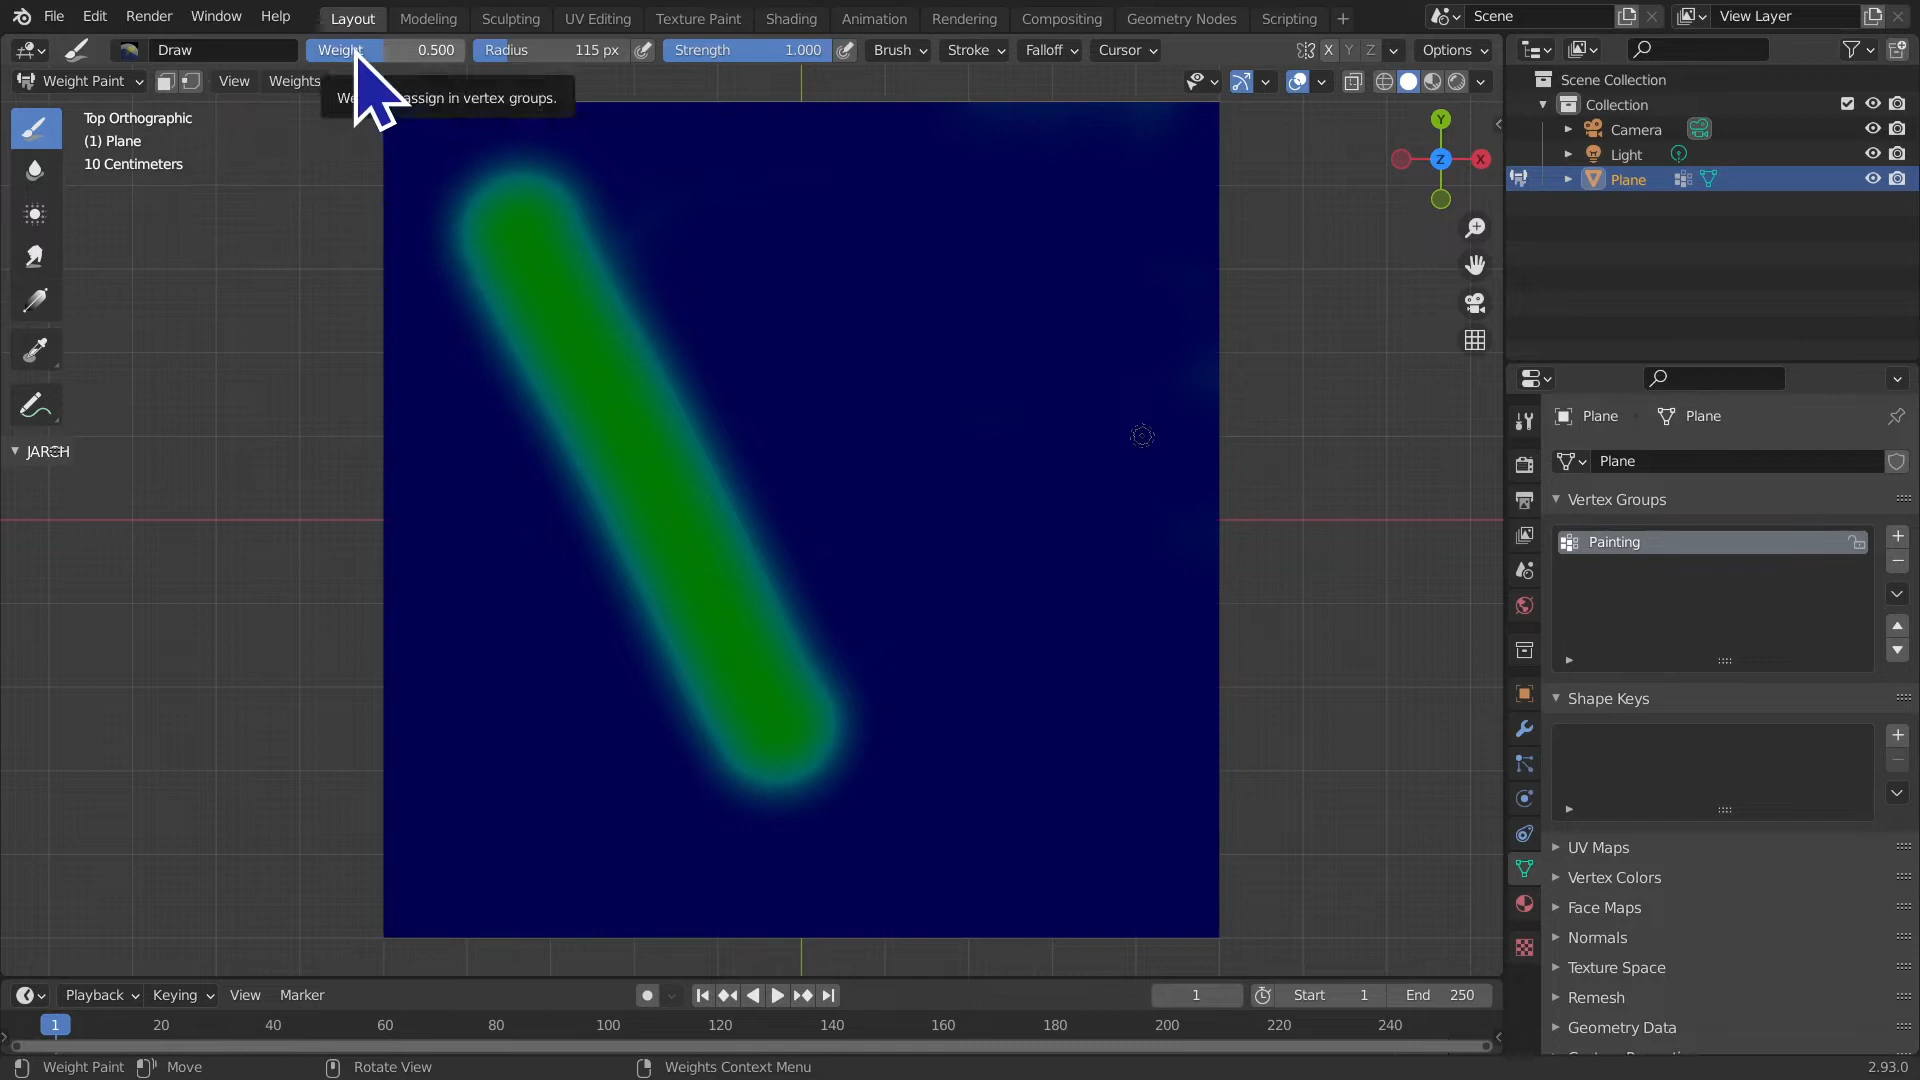 File Edit Render Window Help Layout Modeling Sculpting UV Editing Texture Paint Shading Animation Rendering Compositing Geometry Nodes Scripting + Scene View Layer
Draw Weight 0.500 Radius 115 px Strength 1.000 Brush Stroke Falloff Cursor X Y Z Options
Weight Paint View Weights
assign in vertex groups.
Top Orthographic
(1) Plane
10 Centimeters
JARCH
Y
Z
X
Scene Collection
Collection
Camera
Light
Plane
Plane Plane
Plane
Vertex Groups
Painting
Shape Keys
UV Maps
Vertex Colors
Face Maps
Normals
Texture Space
Remesh
Geometry Data
Playback Keying View Marker 1 Start 1 End 250
1 20 40 60 80 100 120 140 160 180 200 220 240
Weight Paint Move Rotate View Weights Context Menu 2.93.0